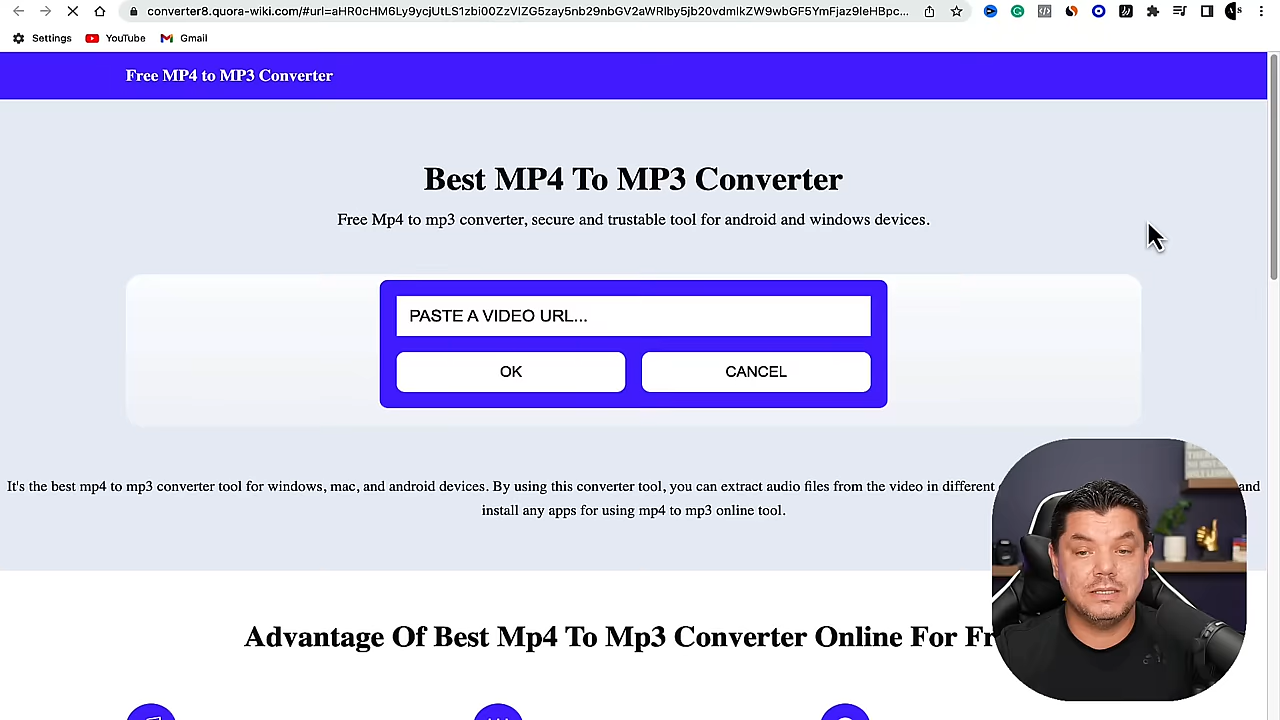 converter8.quora-wiki.com/#url=aHR0cHM6Ly9ycjUtLS1zbi00ZzVlZG5zay5nb29nbGV2aWRlby5jb20vdmlkZW9wbGF5YmFjaz9leHBpc...
Settings
YouTube
Gmail
Free MP4 to MP3 Converter
Best MP4 To MP3 Converter
Free Mp4 to mp3 converter, secure and trustable tool for android and windows devices.
PASTE A VIDEO URL...
OK
CANCEL
It's the best mp4 to mp3 converter tool for windows, mac, and android devices. By using this converter tool, you can extract audio files from the video in different and
install any apps for using mp4 to mp3 online tool.
Advantage Of Best Mp4 To Mp3 Converter Online For